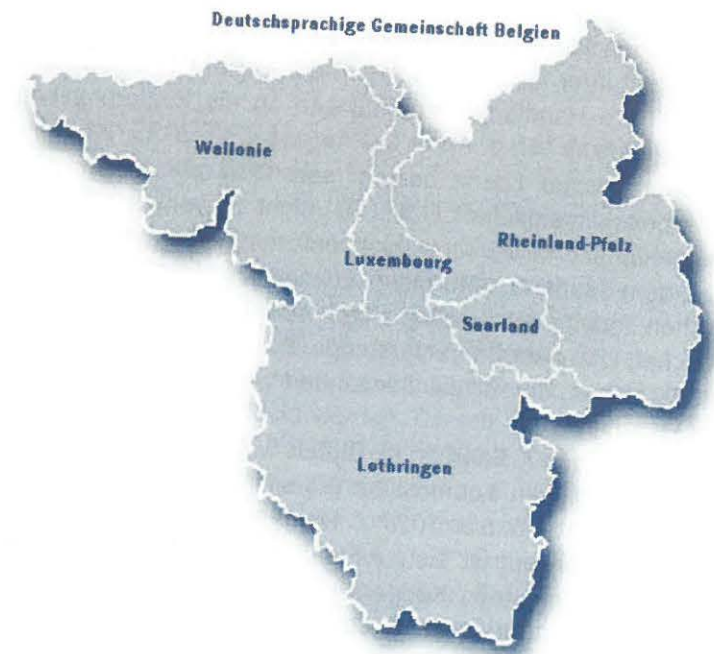 Deutschsprachige Gemeinschaft Belgien
Wallonie
Rheinland-Pfalz
Luxembourg
Saarland
Lothringen